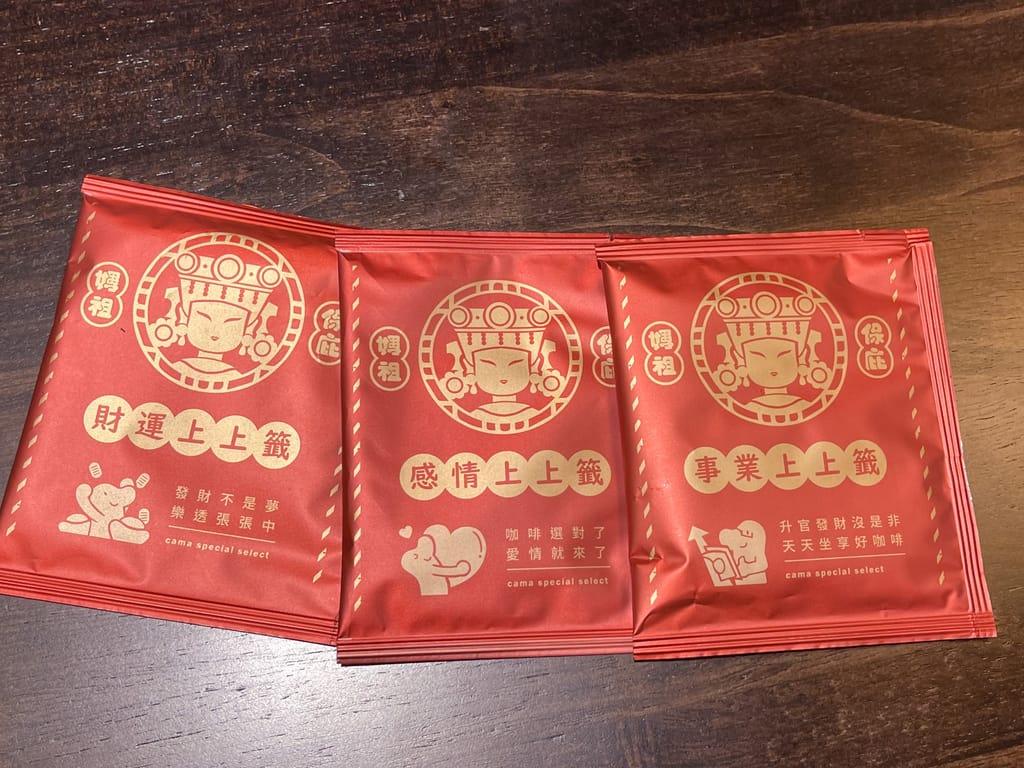 媽祖
保庇
財運上上籤
發財不是夢
樂透張張中
cama special select
媽祖
保庇
感情上上籤
咖啡選對了
愛情就來了
cama special select
媽祖
保庇
事業上上籤
升官發財沒是非
天天坐享好咖啡
cama special select